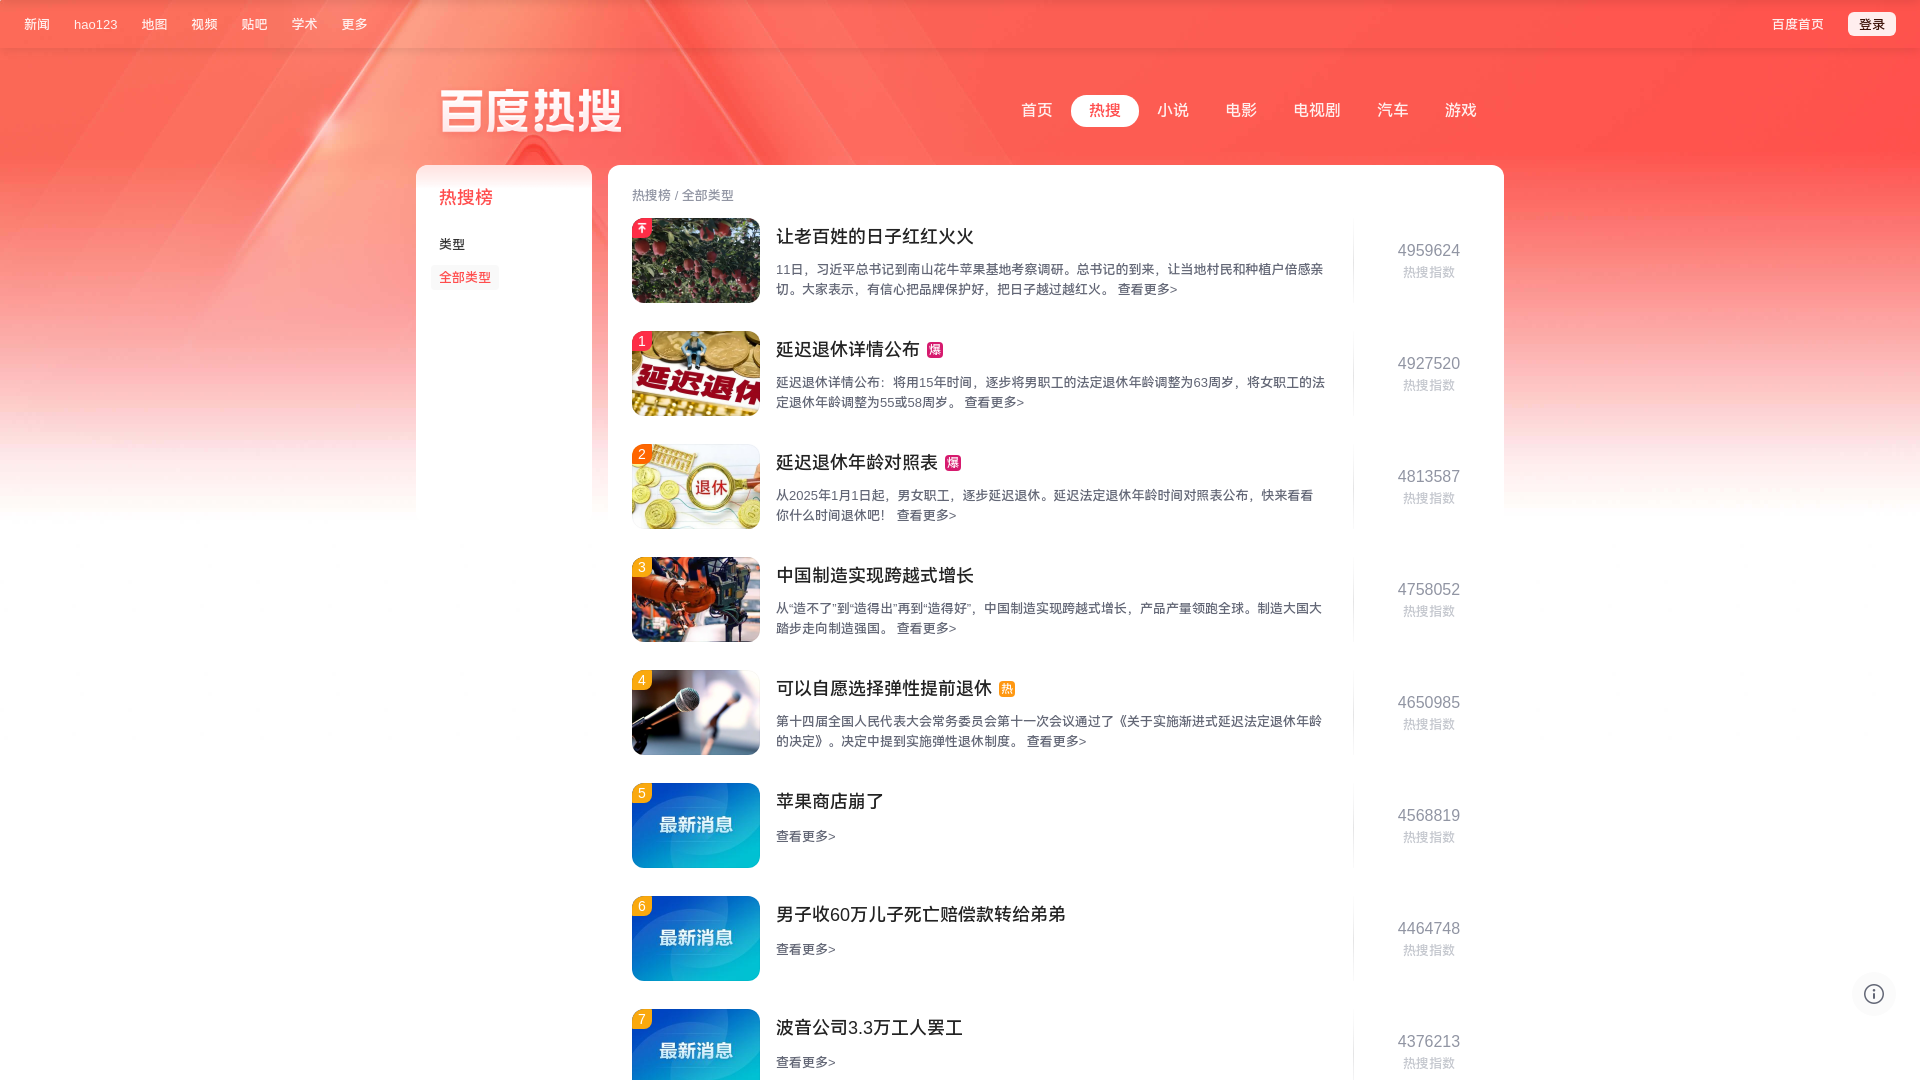 新闻 hao123 地图 视频 贴吧 学术 更多 百度首页 登录
百度热搜
首页 热搜 小说 电影 电视剧 汽车 游戏
热搜榜
类型
全部类型
热搜榜 / 全部类型
让老百姓的日子红红火火
11日，习近平总书记到南山花牛苹果基地考察调研。总书记的到来，让当地村民和种植户倍感亲
切。大家表示，有信心把品牌保护好，把日子越过越红火。 查看更多>
4959624
热搜指数
1
延迟退休
延迟退休详情公布 爆
延迟退休详情公布：将用15年时间，逐步将男职工的法定退休年龄调整为63周岁，将女职工的法
定退休年龄调整为55或58周岁。 查看更多>
4927520
热搜指数
2
退休
延迟退休年龄对照表 爆
从2025年1月1日起，男女职工，逐步延迟退休。延迟法定退休年龄时间对照表公布，快来看看
你什么时间退休吧！ 查看更多>
4813587
热搜指数
3
中国制造实现跨越式增长
从“造不了”到“造得出”再到“造得好”，中国制造实现跨越式增长，产品产量领跑全球。制造大国大
踏步走向制造强国。 查看更多>
4758052
热搜指数
4
可以自愿选择弹性提前退休 热
第十四届全国人民代表大会常务委员会第十一次会议通过了《关于实施渐进式延迟法定退休年龄
的决定》。决定中提到实施弹性退休制度。 查看更多>
4650985
热搜指数
5
最新消息
苹果商店崩了
查看更多>
4568819
热搜指数
6
最新消息
男子收60万儿子死亡赔偿款转给弟弟
查看更多>
4464748
热搜指数
7
最新消息
波音公司3.3万工人罢工
查看更多>
4376213
热搜指数